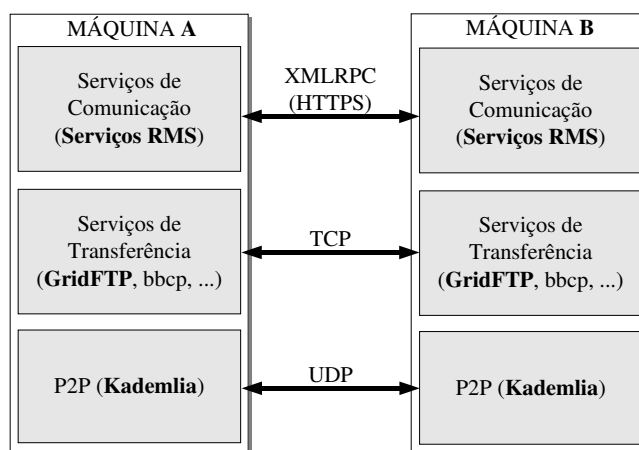 MÁQUINA A
Serviços de
Comunicação
(Serviços RMS)
Serviços de
Transferência
(GridFTP, bbcp, ...)
P2P (Kademlia)
XMLRPC
(HTTPS)
TCP
UDP
MÁQUINA B
Serviços de
Comunicação
(Serviços RMS)
Serviços de
Transferência
(GridFTP, bbcp, ...)
P2P (Kademlia)